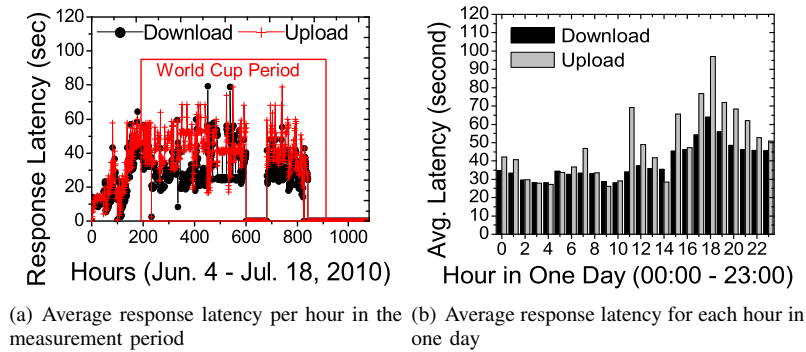 120
100
80
60
40
20
0
Response Latency (sec)
Download Upload
World Cup Period
0 200 400 600 800 1000
Hours (Jun. 4 - Jul. 18, 2010)
(a) Average response latency per hour in the
measurement period
120
110
100
90
80
70
60
50
40
30
20
10
0
Avg. Latency (second)
Download
Upload
0 2 4 6 8 10 12 14 16 18 20 22
Hour in One Day (00:00 - 23:00)
(b) Average response latency for each hour in
one day